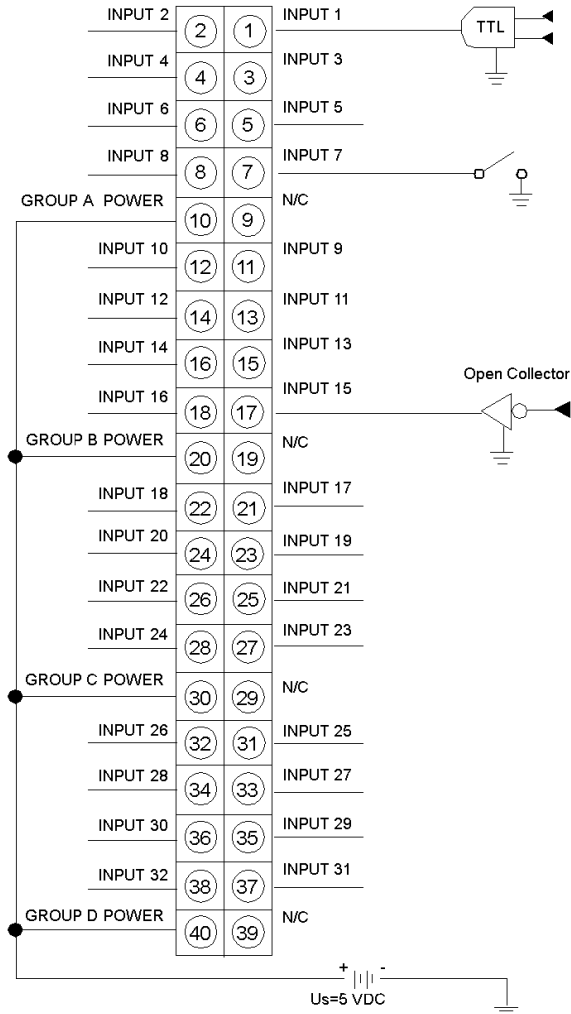 INPUT 2 2 1 INPUT 1 TTL
INPUT 4 4 3 INPUT 3
INPUT 6 6 5 INPUT 5
INPUT 8 8 7 INPUT 7
GROUP A POWER 10 9 N/C
INPUT 10 12 11 INPUT 9
INPUT 12 14 13 INPUT 11
INPUT 14 16 15 INPUT 13
Open Collector
INPUT 16 18 17 INPUT 15
GROUP B POWER 20 19 N/C
INPUT 18 22 21 INPUT 17
INPUT 20 24 23 INPUT 19
INPUT 22 26 25 INPUT 21
INPUT 24 28 27 INPUT 23
GROUP C POWER 30 29 N/C
INPUT 26 32 31 INPUT 25
INPUT 28 34 33 INPUT 27
INPUT 30 36 35 INPUT 29
INPUT 32 38 37 INPUT 31
GROUP D POWER 40 39 N/C
+ -
Us=5 VDC